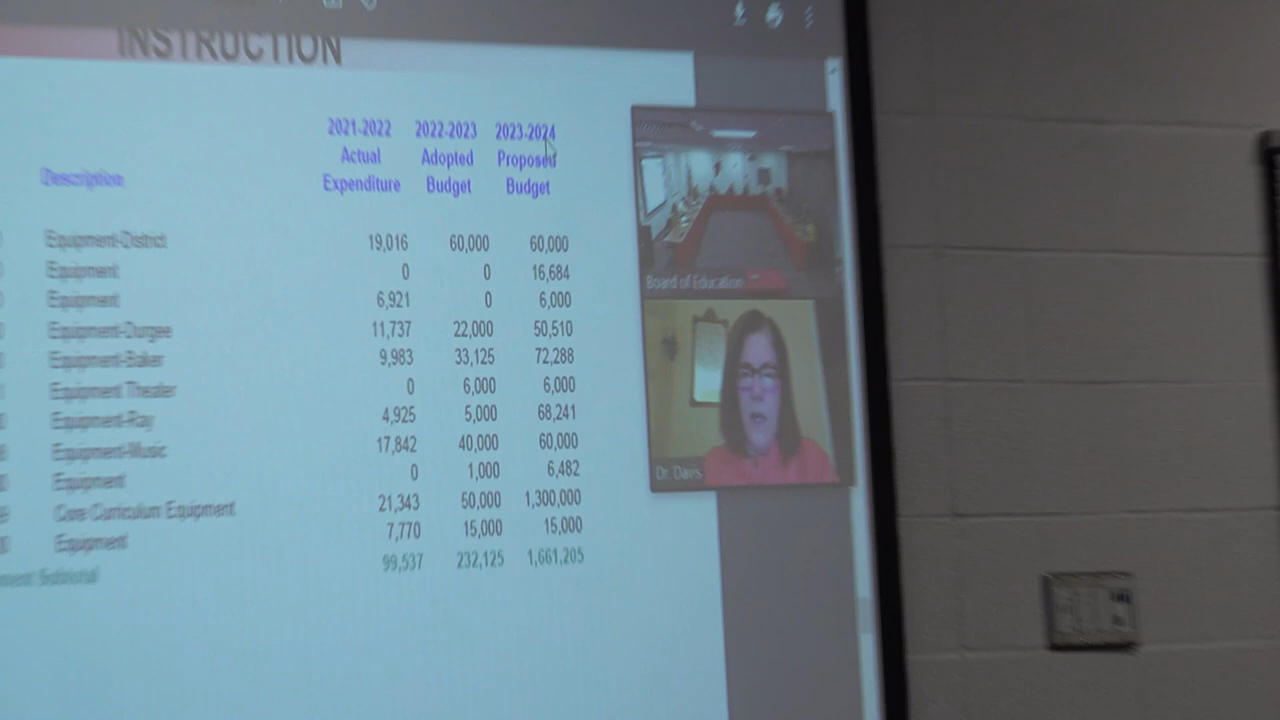 INSTRUCTION
2021-2022 2022-2023 2023-2024
Actual Adopted Proposed
Description Expenditure Budget Budget
Equipment-District 19,016 60,000 60,000
Equipment 0 0 16,684
Equipment 6,921 0 6,000
Equipment-Durgee 11,737 22,000 50,510
Equipment-Baker 9,983 33,125 72,288
Equipment Theater 0 6,000 6,000
Equipment-Ray 4,925 5,000 68,241
Equipment-Music 17,842 40,000 60,000
Equipment 0 1,000 6,482
Core Curriculum Equipment 21,343 50,000 1,300,000
Equipment 7,770 15,000 15,000
Subtotal 99,537 232,125 1,661,205
Board of Education
Dr. Davis